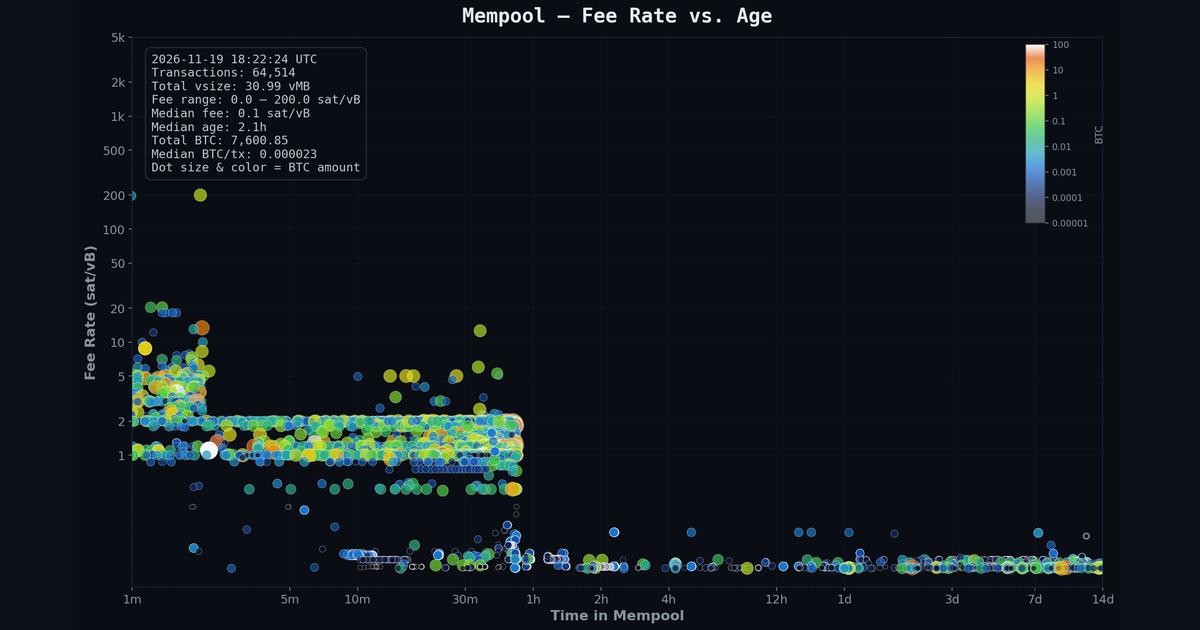 Mempool — Fee Rate vs. Age
2026-11-19 18:22:24 UTC
Transactions: 64,514
Total vsize: 30.99 vMB
Fee range: 0.0 – 200.0 sat/vB
Median fee: 0.1 sat/vB
Median age: 2.1h
Total BTC: 7,600.85
Median BTC/tx: 0.000023
Dot size & color = BTC amount
Fee Rate (sat/vB)
5k
2k
1k
500
200
100
50
20
10
5
2
1
100
10
1
0.1
0.01
0.001
0.0001
0.00001
BTC
1m
5m
10m
30m
1h
2h
4h
12h
1d
3d
7d
14d
Time in Mempool